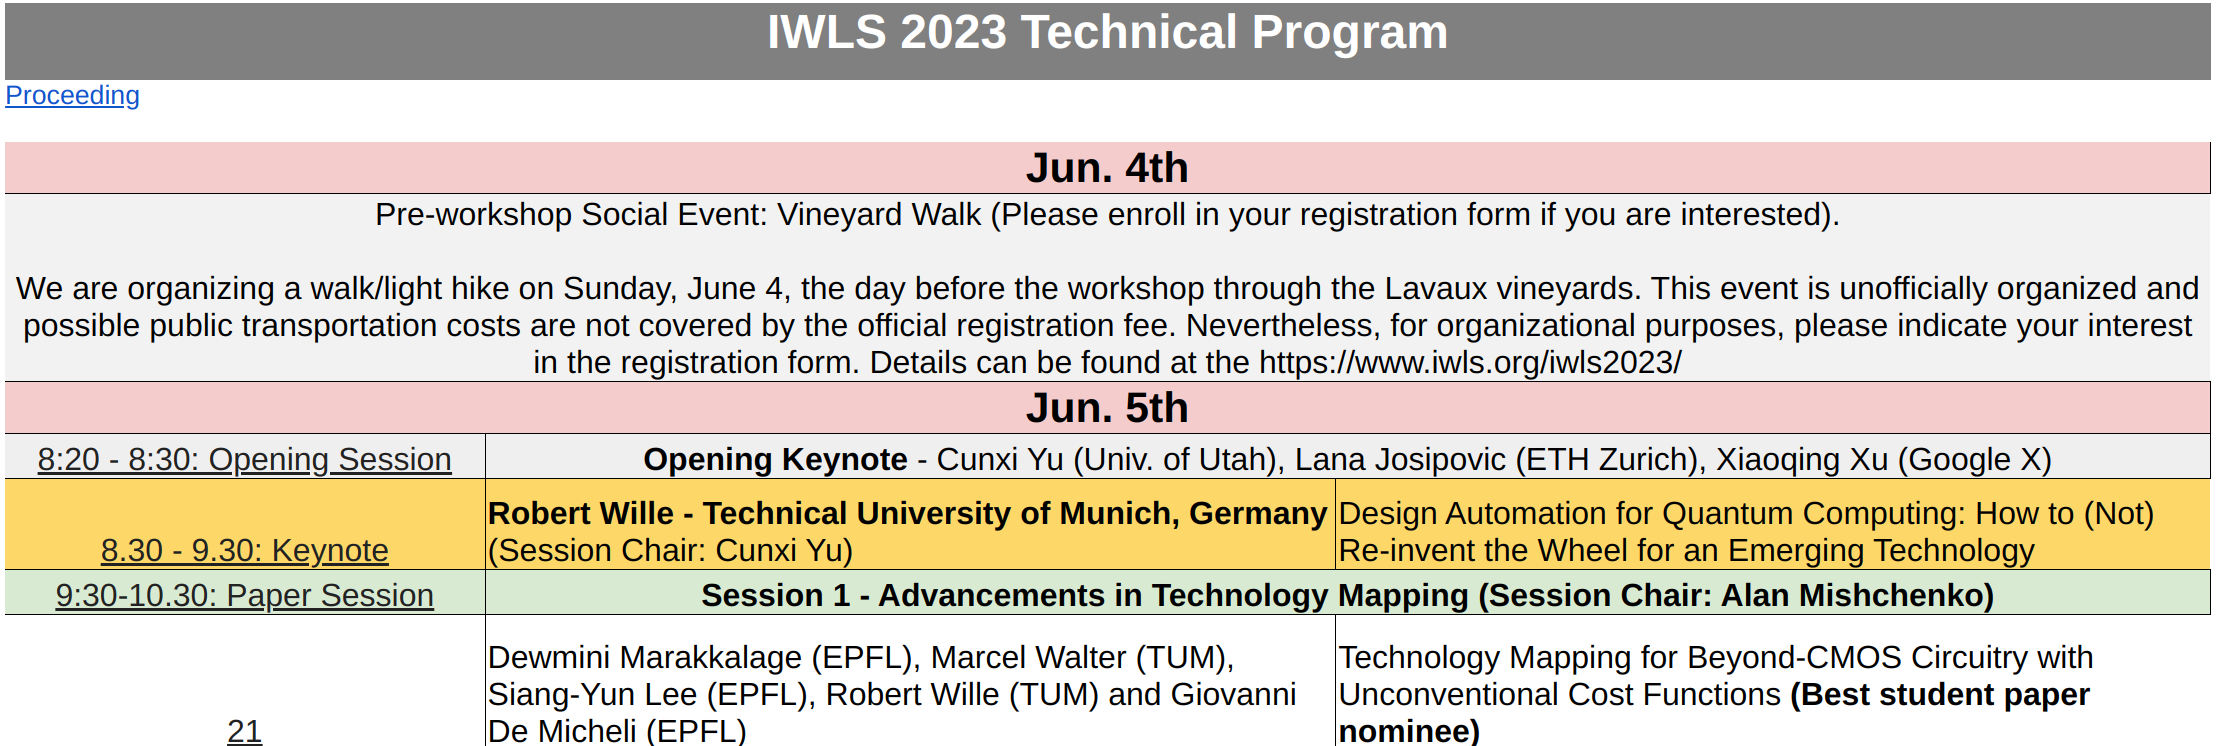 IWLS 2023 Technical Program
Proceeding
Jun. 4th
Pre-workshop Social Event: Vineyard Walk (Please enroll in your registration form if you are interested).
We are organizing a walk/light hike on Sunday, June 4, the day before the workshop through the Lavaux vineyards. This event is unofficially organized and
possible public transportation costs are not covered by the official registration fee. Nevertheless, for organizational purposes, please indicate your interest
in the registration form. Details can be found at the https://www.iwls.org/iwls2023/
Jun. 5th
8:20 - 8:30: Opening Session
Opening Keynote - Cunxi Yu (Univ. of Utah), Lana Josipovic (ETH Zurich), Xiaoqing Xu (Google X)
8.30 - 9.30: Keynote
Robert Wille - Technical University of Munich, Germany
(Session Chair: Cunxi Yu)
Design Automation for Quantum Computing: How to (Not)
Re-invent the Wheel for an Emerging Technology
9:30-10.30: Paper Session
Session 1 - Advancements in Technology Mapping (Session Chair: Alan Mishchenko)
21
Dewmini Marakkalage (EPFL), Marcel Walter (TUM),
Siang-Yun Lee (EPFL), Robert Wille (TUM) and Giovanni
De Micheli (EPFL)
Technology Mapping for Beyond-CMOS Circuitry with
Unconventional Cost Functions (Best student paper
nominee)